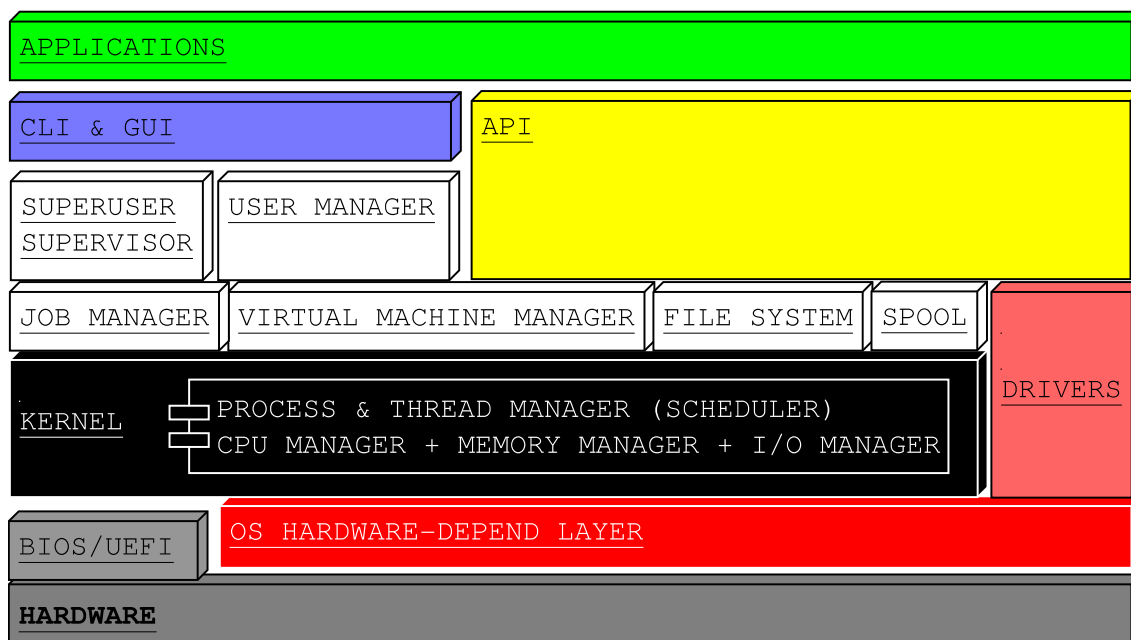 APPLICATIONS
CLI & GUI
API
SUPERUSER
SUPERVISOR
USER MANAGER
JOB MANAGER
VIRTUAL MACHINE MANAGER
FILE SYSTEM
SPOOL
DRIVERS
KERNEL
PROCESS & THREAD MANAGER (SCHEDULER)
CPU MANAGER + MEMORY MANAGER + I/O MANAGER
BIOS/UEFI
OS HARDWARE-DEPEND LAYER
HARDWARE